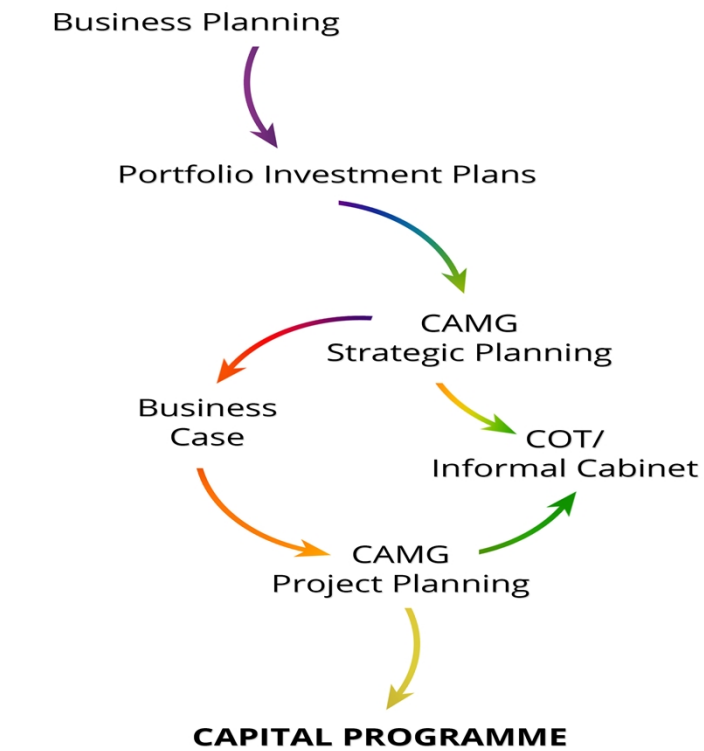 Business Planning
Portfolio Investment Plans
CAMG
Strategic Planning
Business
Case
COT/
Informal Cabinet
CAMG
Project Planning
CAPITAL PROGRAMME